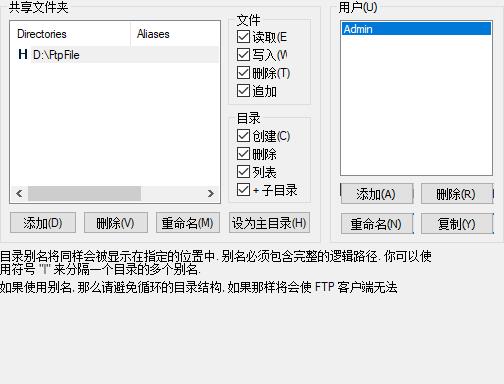 共享文件夹
Directories Aliases
H D:\FtpFile
添加(D) 删除(V) 重命名(M) 设为主目录(H)
文件
读取(E
写入(W
删除(T)
追加
目录
创建(C)
删除
列表
+ 子目录
用户(U)
Admin
添加(A) 删除(R)
重命名(N) 复制(Y)
目录别名将同样会被显示在指定的位置中. 别名必须包含完整的逻辑路径. 你可以使
用符号 "|" 来分隔一个目录的多个别名.
如果使用别名, 那么请避免循环的目录结构, 如果那样将会使 FTP 客户端无法